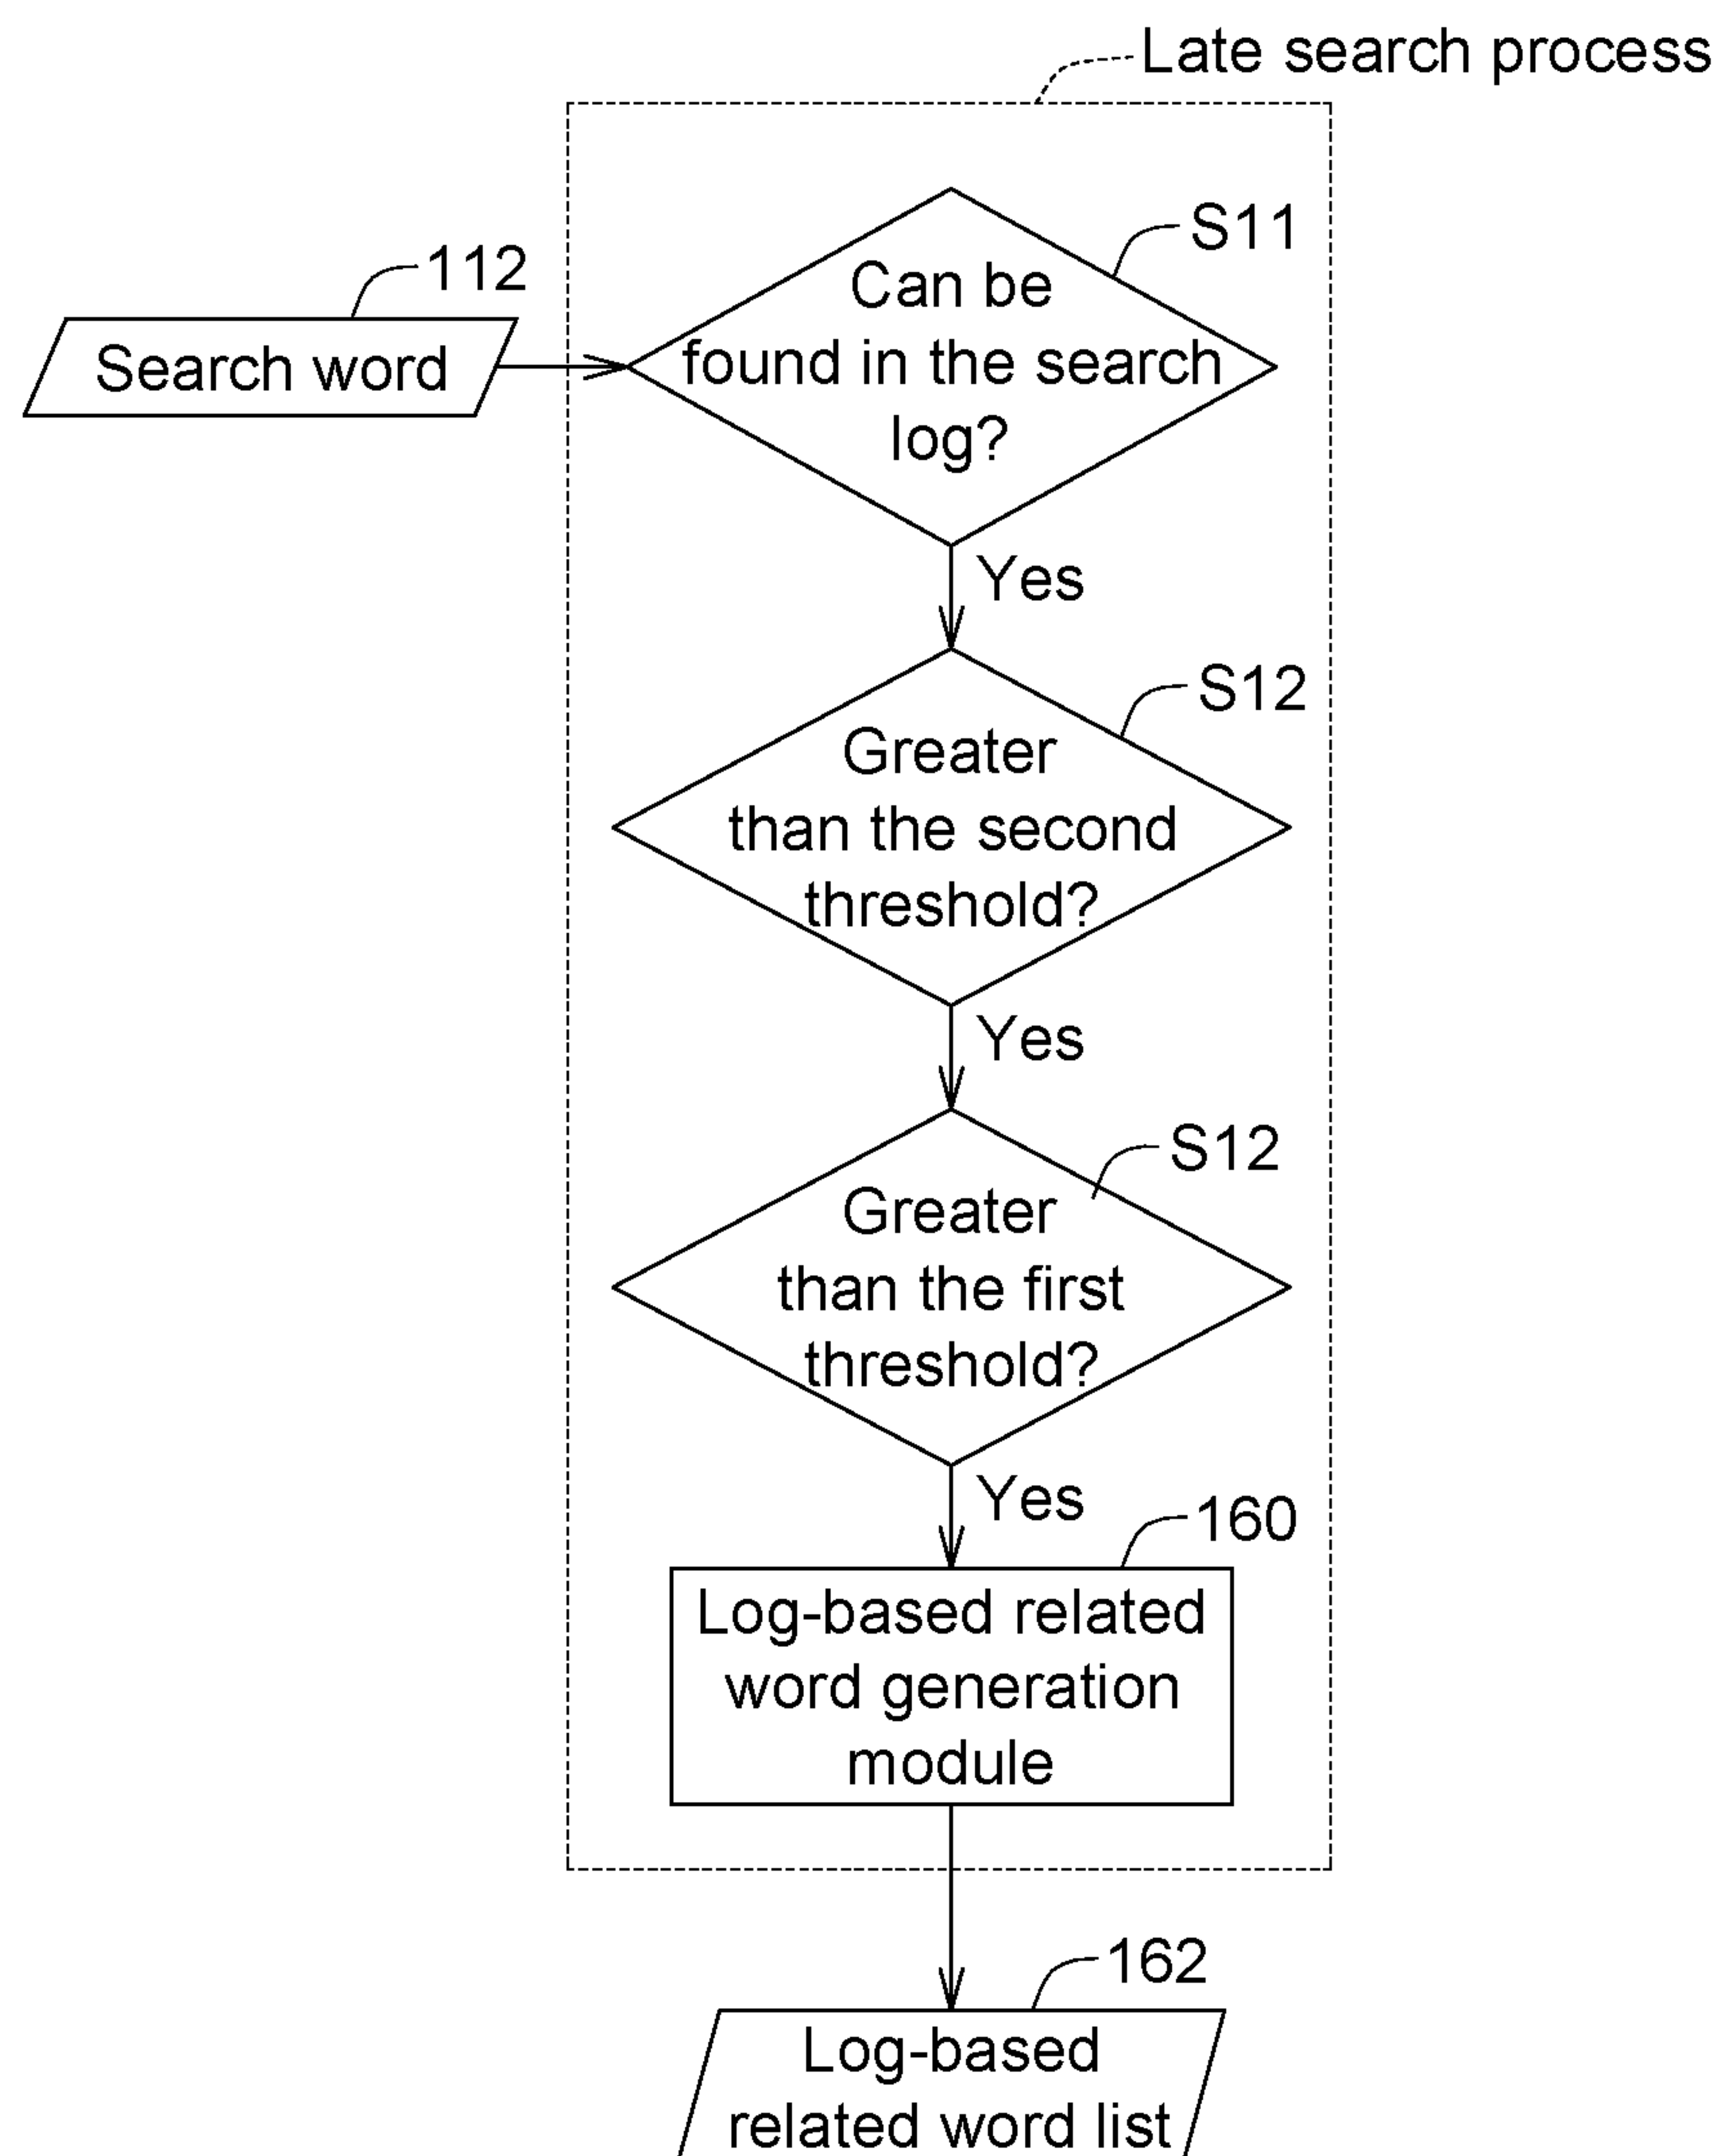 Late search process
S11
112
Can be
found in the search
log?
Search word
Yes
S12
Greater
than the second
threshold?
Yes
S12
Greater
than the first
threshold?
Yes
160
Log-based related
word generation
module
162
Log-based
related word list